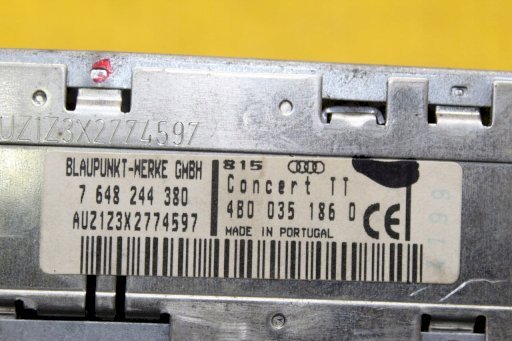 AUZ1Z3X2774597
BLAUPUNKT-WERKE GMBH
7 648 244 380
AUZ1Z3X2774597
815
Concert TT
4B0 035 186 D
MADE IN PORTUGAL
CE
199